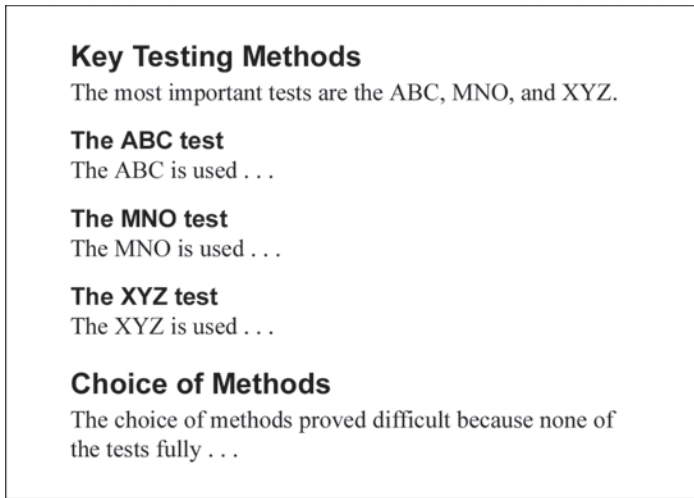 Key Testing Methods
The most important tests are the ABC, MNO, and XYZ.
The ABC test
The ABC is used . . .
The MNO test
The MNO is used . . .
The XYZ test
The XYZ is used . . .
Choice of Methods
The choice of methods proved difficult because none of
the tests fully . . .